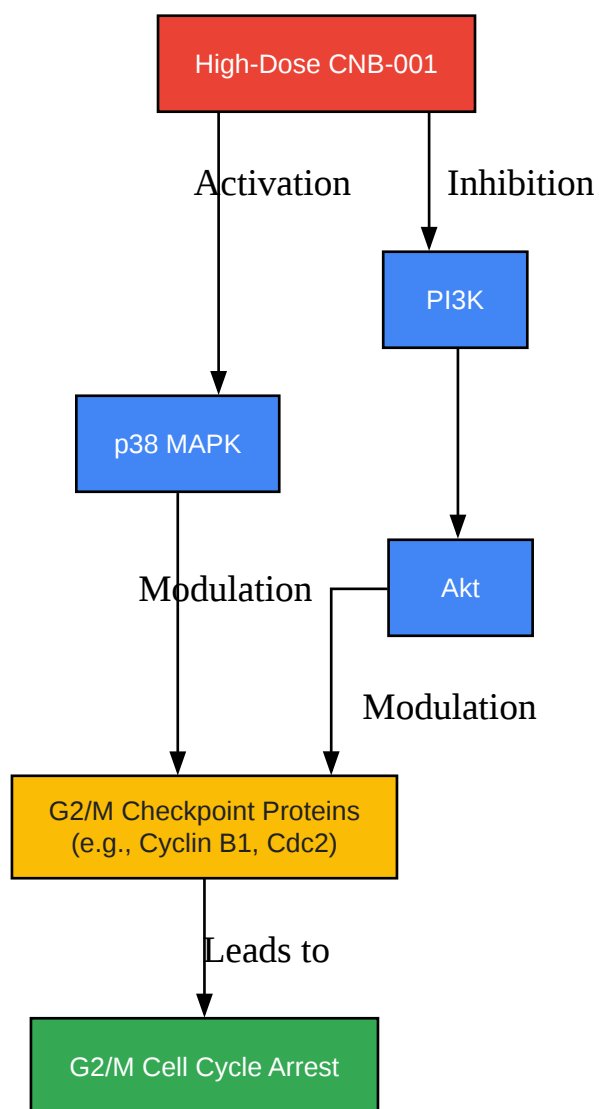 High-Dose CNB-001
Activation
Inhibition
PI3K
p38 MAPK
Modulation
Akt
Modulation
G2/M Checkpoint Proteins
(e.g., Cyclin B1, Cdc2)
Leads to
G2/M Cell Cycle Arrest